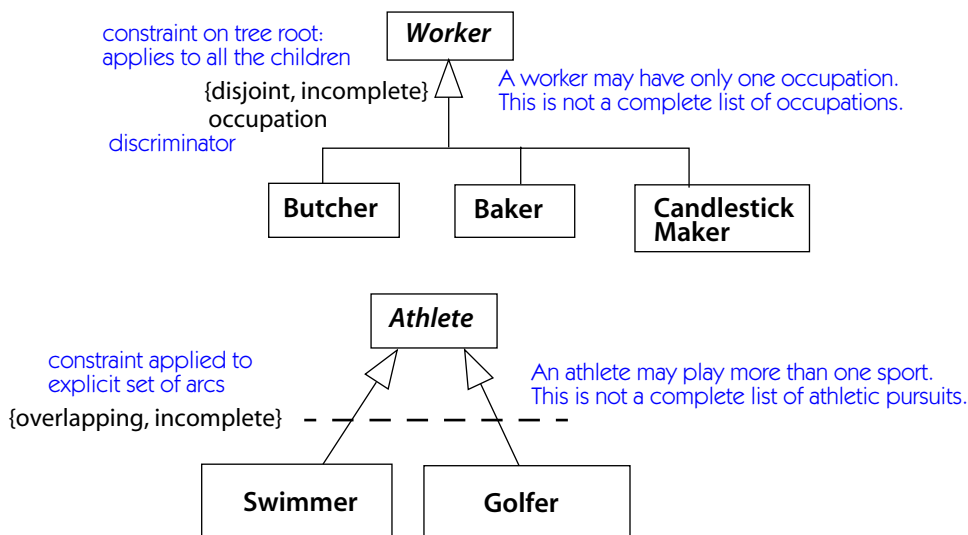 constraint on tree root:
applies to all the children
Worker
{disjoint, incomplete}
occupation
discriminator
A worker may have only one occupation.
This is not a complete list of occupations.
Butcher
Baker
Candlestick
Maker
Athlete
constraint applied to
explicit set of arcs
{overlapping, incomplete}
An athlete may play more than one sport.
This is not a complete list of athletic pursuits.
Swimmer
Golfer